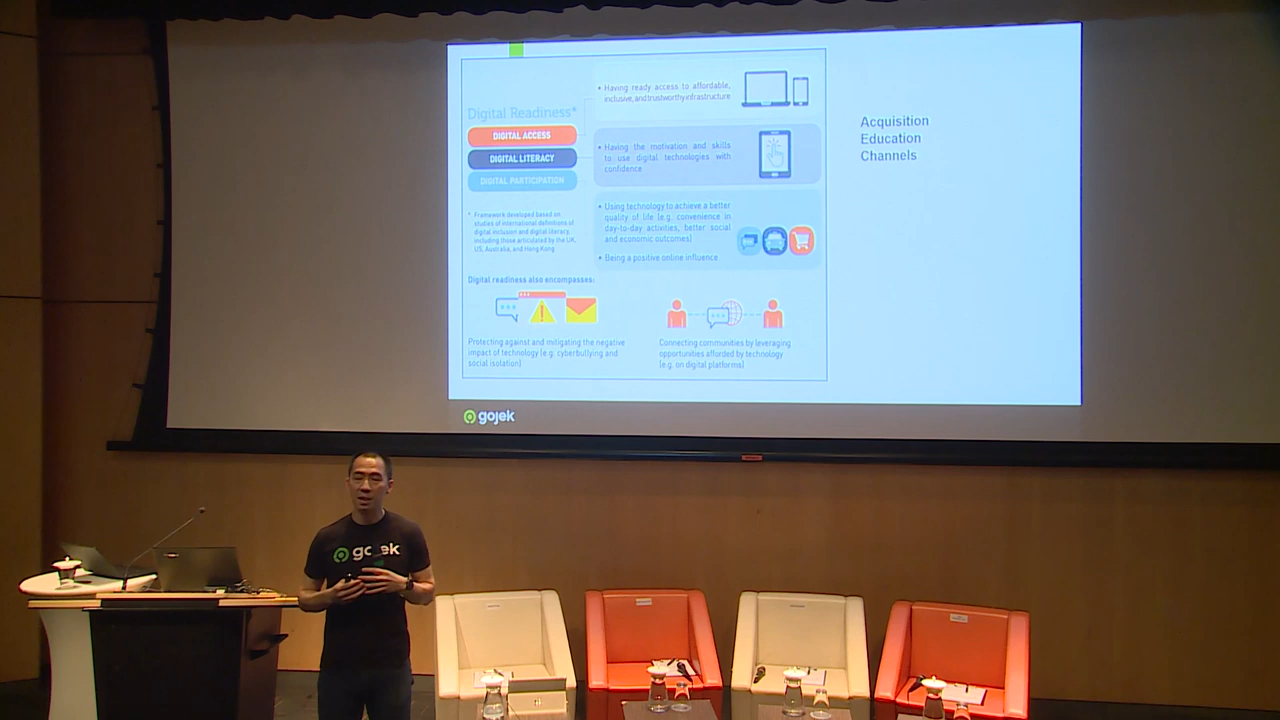 Digital Readiness*
DIGITAL ACCESS
DIGITAL LITERACY
DIGITAL PARTICIPATION
* Framework developed based on
studies of international definitions of
digital inclusion and digital literacy,
including those articulated by the UK,
US, Australia, and Hong Kong
• Having ready access to affordable,
inclusive, and trustworthy infrastructure
• Having the motivation and skills
to use digital technologies with
confidence
• Using technology to achieve a better
quality of life (e.g. convenience in
day-to-day activities, better social
and economic outcomes)
• Being a positive online influence
Digital readiness also encompasses:
Protecting against and mitigating the negative
impact of technology (e.g. cyberbullying and
social isolation)
Connecting communities by leveraging
opportunities afforded by technology
(e.g. on digital platforms)
Acquisition
Education
Channels
gojek
gojek